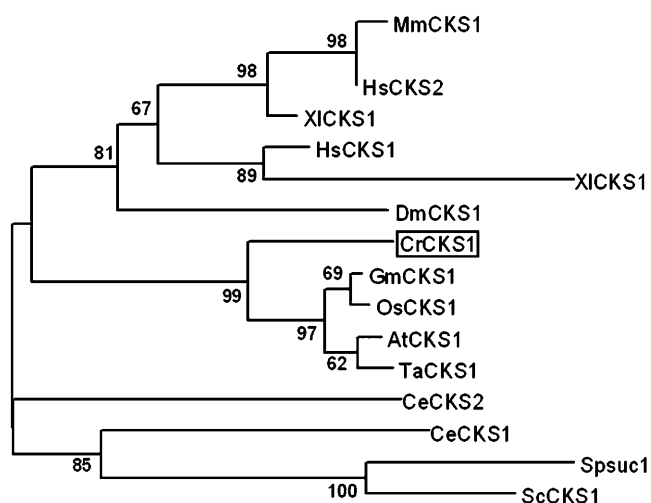 MmCKS1
98
HsCKS2
98
XlCKS1
67
HsCKS1
89
XlCKS1
81
DmCKS1
CrCKS1
99
69
GmCKS1
OsCKS1
97
AtCKS1
62
TaCKS1
CeCKS2
CeCKS1
85
Spsuc1
100
ScCKS1